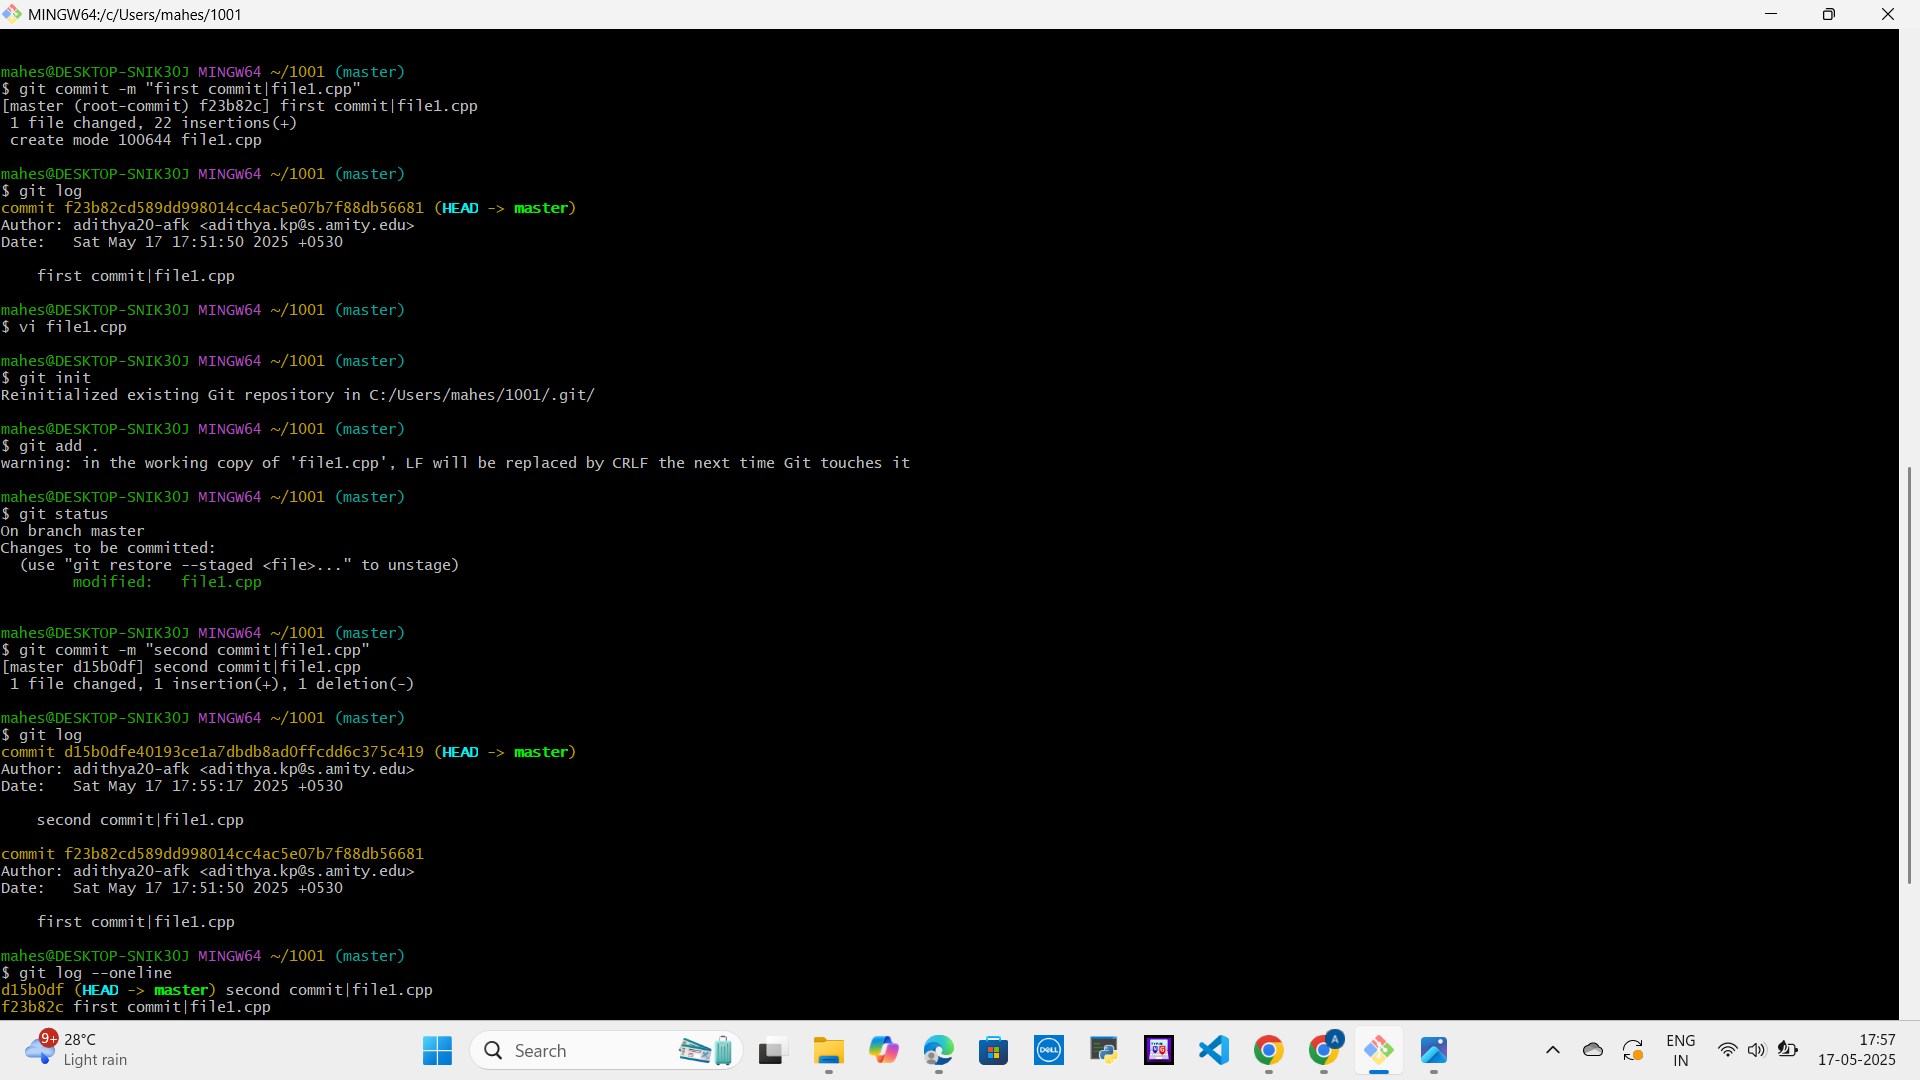 MINGW64:/c/Users/mahes/1001
mahes@DESKTOP-SNIK3OJ MINGW64 ~/1001 (master)
$ git commit -m "first commit|file1.cpp"
[master (root-commit) f23b82c] first commit|file1.cpp
 1 file changed, 22 insertions(+)
 create mode 100644 file1.cpp
mahes@DESKTOP-SNIK3OJ MINGW64 ~/1001 (master)
$ git log
commit f23b82cd589dd998014cc4ac5e07b7f88db56681 (HEAD -> master)
Author: adithya20-afk <adithya.kp@s.amity.edu>
Date:   Sat May 17 17:51:50 2025 +0530
    first commit|file1.cpp
mahes@DESKTOP-SNIK3OJ MINGW64 ~/1001 (master)
$ vi file1.cpp
mahes@DESKTOP-SNIK3OJ MINGW64 ~/1001 (master)
$ git init
Reinitialized existing Git repository in C:/Users/mahes/1001/.git/
mahes@DESKTOP-SNIK3OJ MINGW64 ~/1001 (master)
$ git add .
warning: in the working copy of 'file1.cpp', LF will be replaced by CRLF the next time Git touches it
mahes@DESKTOP-SNIK3OJ MINGW64 ~/1001 (master)
$ git status
On branch master
Changes to be committed:
  (use "git restore --staged <file>..." to unstage)
        modified:   file1.cpp
mahes@DESKTOP-SNIK3OJ MINGW64 ~/1001 (master)
$ git commit -m "second commit|file1.cpp"
[master d15b0df] second commit|file1.cpp
 1 file changed, 1 insertion(+), 1 deletion(-)
mahes@DESKTOP-SNIK3OJ MINGW64 ~/1001 (master)
$ git log
commit d15b0dfe40193ce1a7dbdb8ad0ffcdd6c375c419 (HEAD -> master)
Author: adithya20-afk <adithya.kp@s.amity.edu>
Date:   Sat May 17 17:55:17 2025 +0530
    second commit|file1.cpp
commit f23b82cd589dd998014cc4ac5e07b7f88db56681
Author: adithya20-afk <adithya.kp@s.amity.edu>
Date:   Sat May 17 17:51:50 2025 +0530
    first commit|file1.cpp
mahes@DESKTOP-SNIK3OJ MINGW64 ~/1001 (master)
$ git log --oneline
d15b0df (HEAD -> master) second commit|file1.cpp
f23b82c first commit|file1.cpp
9+ 28°C
Light rain
Search
DELL
A
ENG
IN
17:57
17-05-2025